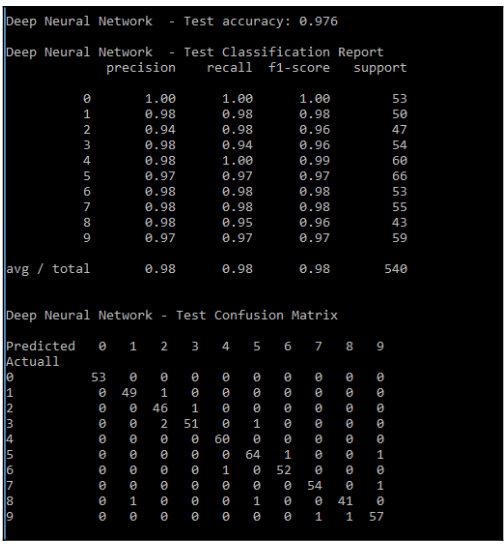 Deep Neural Network  - Test accuracy: 0.976
Deep Neural Network  - Test Classification Report
precision recall f1-score support
0 1.00 1.00 1.00 53
1 0.98 0.98 0.98 50
2 0.94 0.98 0.96 47
3 0.98 0.94 0.96 54
4 0.98 1.00 0.99 60
5 0.97 0.97 0.97 66
6 0.98 0.98 0.98 53
7 0.98 0.98 0.98 55
8 0.98 0.95 0.96 43
9 0.97 0.97 0.97 59
avg / total 0.98 0.98 0.98 540
Deep Neural Network - Test Confusion Matrix
Predicted 0 1 2 3 4 5 6 7 8 9
Actuall
0 53 0 0 0 0 0 0 0 0 0
1 0 49 1 0 0 0 0 0 0 0
2 0 0 46 1 0 0 0 0 0 0
3 0 0 2 51 0 1 0 0 0 0
4 0 0 0 0 60 0 0 0 0 0
5 0 0 0 0 0 64 1 0 0 1
6 0 0 0 0 1 0 52 0 0 0
7 0 0 0 0 0 0 0 54 0 1
8 0 1 0 0 0 1 0 0 41 0
9 0 0 0 0 0 0 0 1 1 57